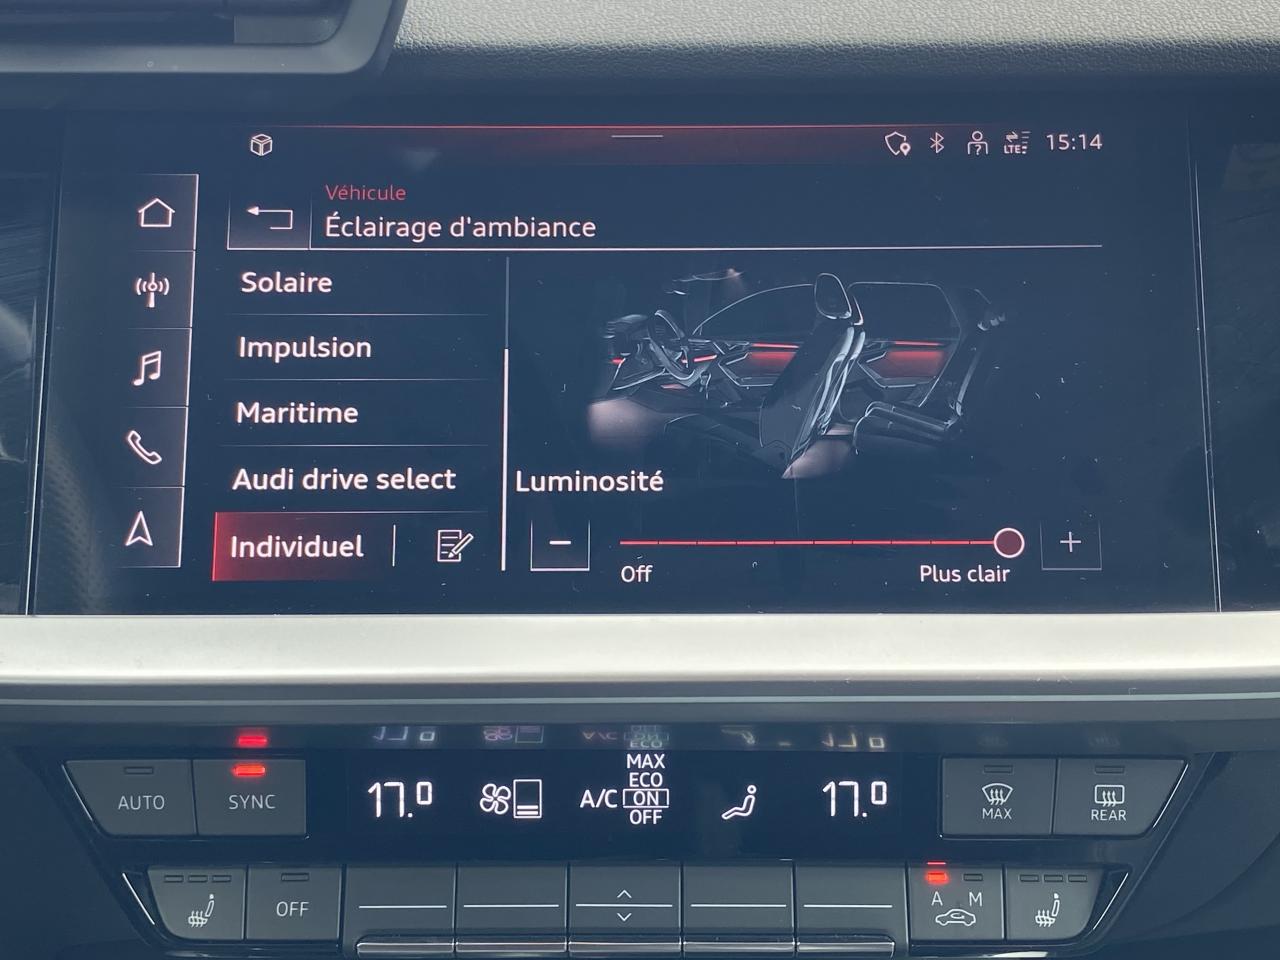 LTE 15:14
Véhicule
Éclairage d'ambiance
Solaire
Impulsion
Maritime
Audi drive select
Individuel
Luminosité
Off
Plus clair
AUTO
SYNC
17.0
A/C
MAX
ECO
ON
OFF
17.0
MAX
REAR
OFF
A M